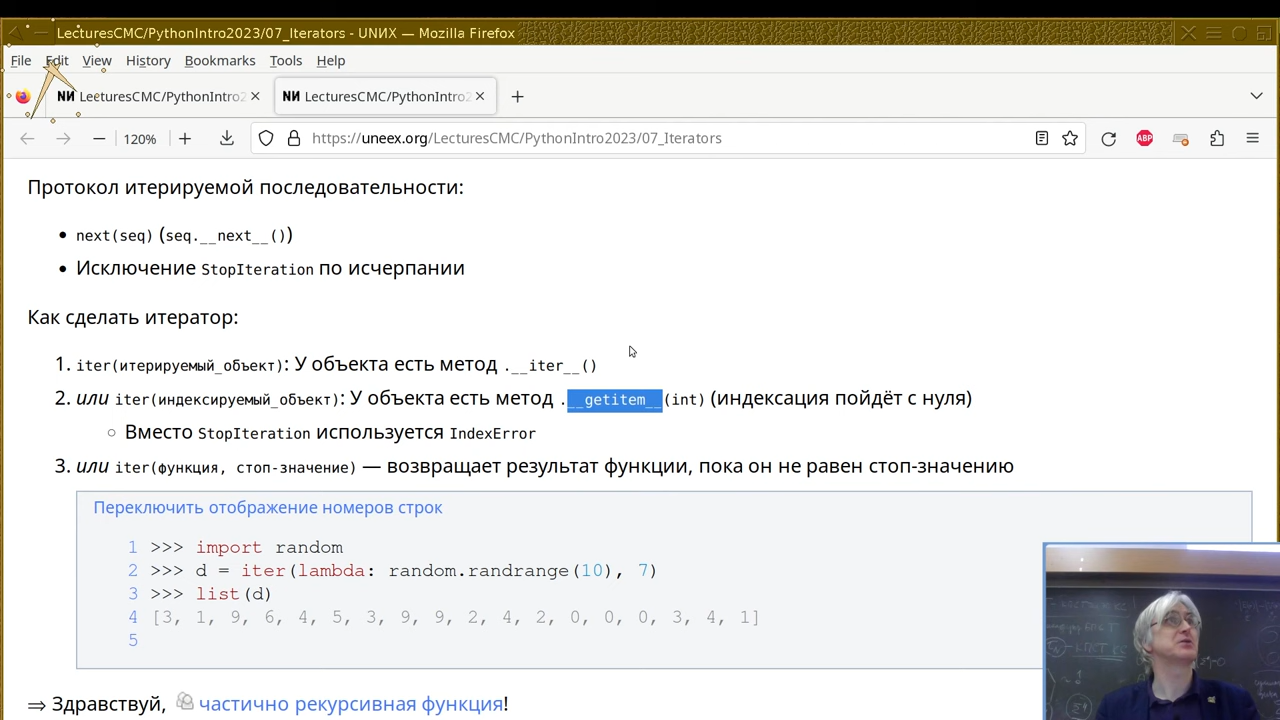 LecturesCMC/PythonIntro2023/07_Iterators - UNИX — Mozilla Firefox
File Edit View History Bookmarks Tools Help
NИ LecturesCMC/PythonIntro2 NИ LecturesCMC/PythonIntro2
120% https://uneex.org/LecturesCMC/PythonIntro2023/07_Iterators ABP
Протокол итерируемой последовательности:
• next(seq) (seq.__next__())
• Исключение StopIteration по исчерпании
Как сделать итератор:
1. iter(итерируемый_объект): У объекта есть метод .__iter__()
2. или iter(индексируемый_объект): У объекта есть метод .__getitem__(int) (индексация пойдёт с нуля)
◦ Вместо StopIteration используется IndexError
3. или iter(функция, стоп-значение) — возвращает результат функции, пока он не равен стоп-значению
Переключить отображение номеров строк
1 >>> import random
2 >>> d = iter(lambda: random.randrange(10), 7)
3 >>> list(d)
4 [3, 1, 9, 6, 4, 5, 3, 9, 9, 2, 4, 2, 0, 0, 0, 3, 4, 1]
5
⇒ Здравствуй, частично рекурсивная функция!